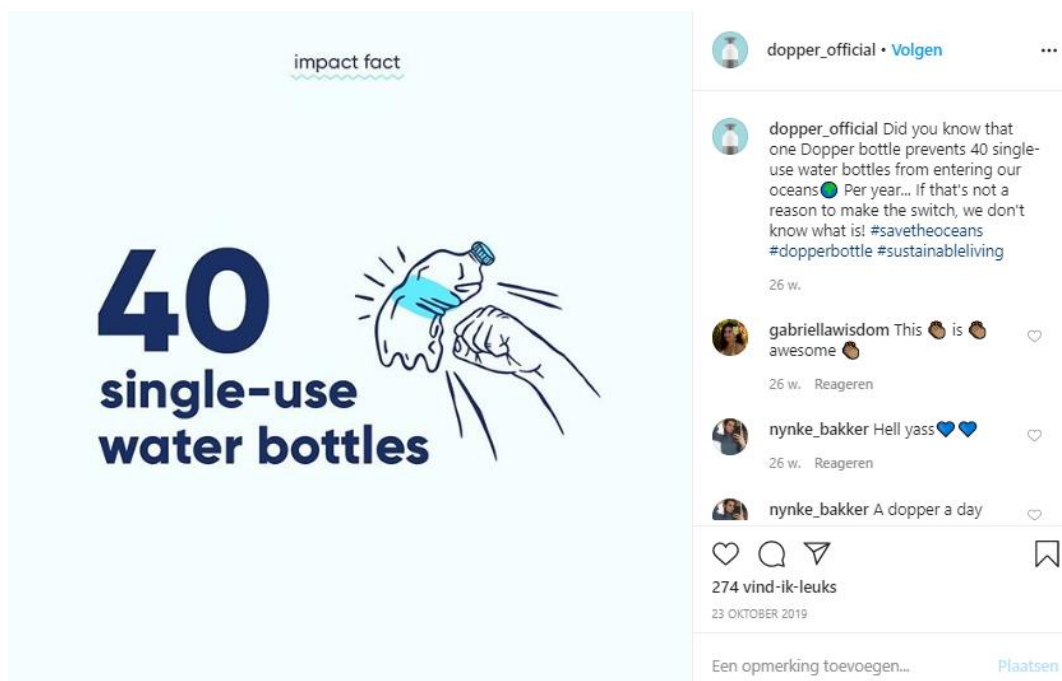 impact fact
40
single-use
water bottles
dopper_official • Volgen
dopper_official Did you know that
one Dopper bottle prevents 40 single-
use water bottles from entering our
oceans🌍 Per year... If that's not a
reason to make the switch, we don't
know what is! #savetheoceans
#dopperbottle #sustainableliving
26 w.
gabriellawisdom This 👏🏽 is 👏🏽
awesome 👏🏽
26 w. Reageren
nynke_bakker Hell yass💙💙
26 w. Reageren
nynke_bakker A dopper a day
274 vind-ik-leuks
23 OKTOBER 2019
Een opmerking toevoegen... Plaatsen